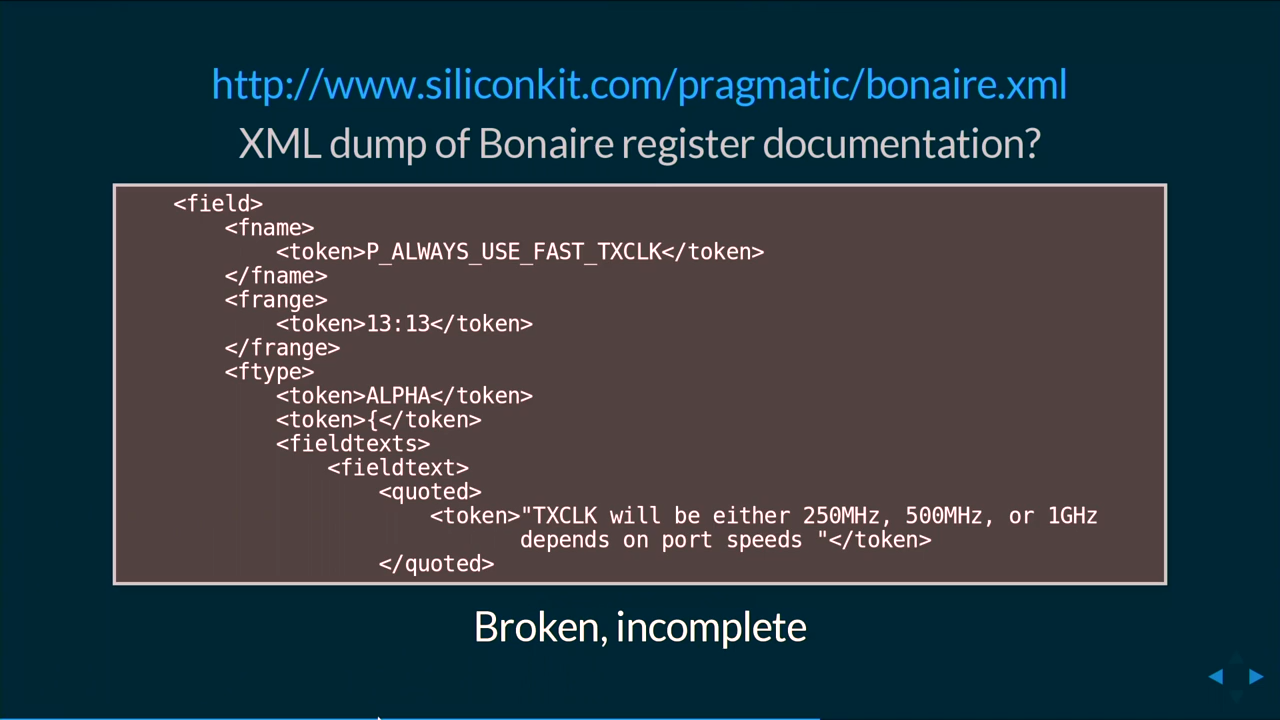 http://www.siliconkit.com/pragmatic/bonaire.xml
XML dump of Bonaire register documentation?
<field>
<fname>
<token>P_ALWAYS_USE_FAST_TXCLK</token>
</fname>
<frange>
<token>13:13</token>
</frange>
<ftype>
<token>ALPHA</token>
<token>{</token>
<fieldtexts>
<fieldtext>
<quoted>
<token>"TXCLK will be either 250MHz, 500MHz, or 1GHz
depends on port speeds "</token>
</quoted>
Broken, incomplete